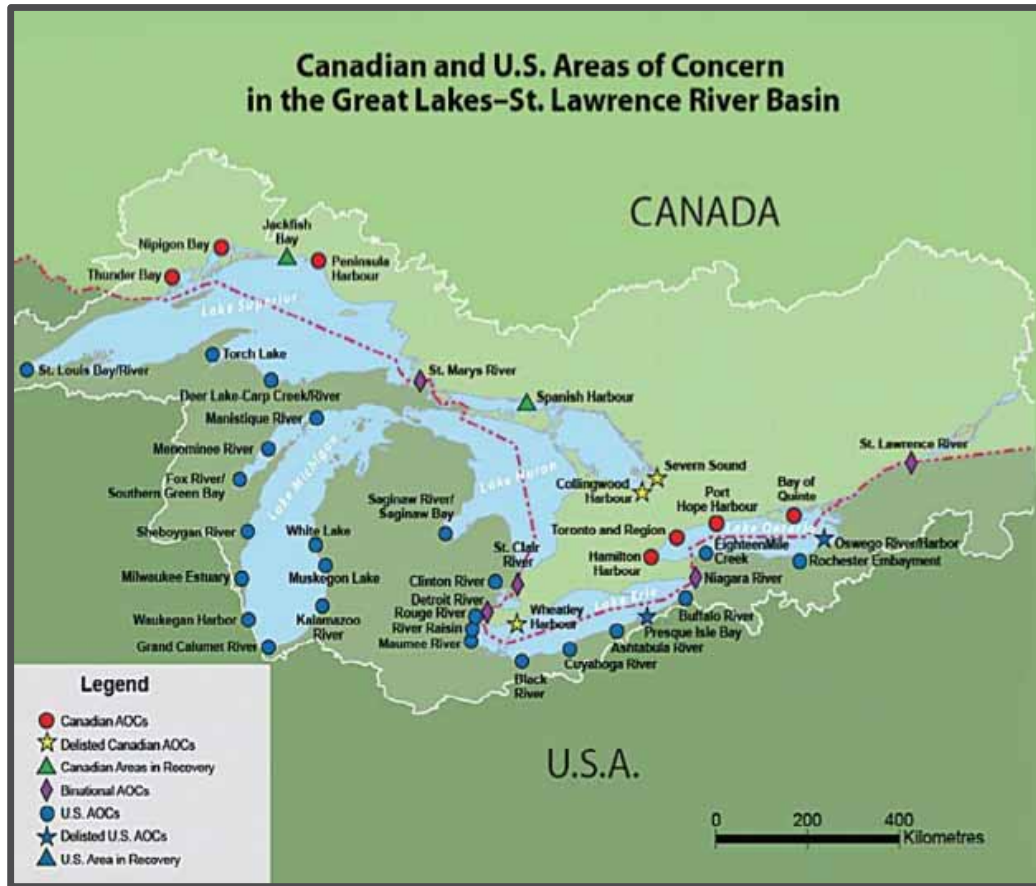 Canadian and U.S. Areas of Concern
in the Great Lakes–St. Lawrence River Basin
CANADA
Jackfish
Bay
Nipigon Bay
Peninsula
Harbour
Thunder Bay
Lake Superior
Torch Lake
St. Louis Bay/River
St. Marys River
Deer Lake-Carp Creek/River
Spanish Harbour
Manistique River
Menominee River
St. Lawrence River
Fox River/
Southern Green Bay
Lake Michigan
Lake Huron
Severn Sound
Collingwood
Harbour
Port
Hope Harbour
Bay of
Quinte
Saginaw River/
Saginaw Bay
Sheboygan River
White Lake
Toronto and Region
Lake Ontario
Oswego River/Harbor
St. Clair
River
Hamilton
Harbour
EighteenMile
Creek
Rochester Embayment
Milwaukee Estuary
Muskegon Lake
Clinton River
Niagara River
Detroit River
Lake Erie
Waukegan Harbor
Kalamazoo
River
Rouge River
Wheatley
Harbour
Buffalo River
River Raisin
Presque Isle Bay
Grand Calumet River
Maumee River
Ashtabula River
Cuyahoga River
Black
River
U.S.A.
Legend
Canadian AOCs
Delisted Canadian AOCs
Canadian Areas in Recovery
Binational AOCs
U.S. AOCs
Delisted U.S. AOCs
U.S. Area in Recovery
0 200 400
Kilometres